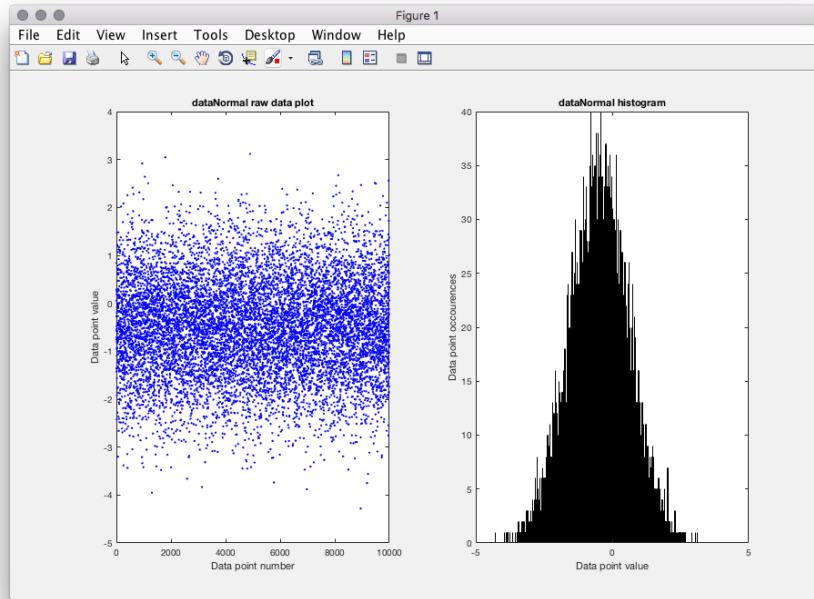 Figure 1
File Edit View Insert Tools Desktop Window Help
dataNormal raw data plot
4
3
2
1
0
-1
-2
-3
-4
-5
Data point value
0 2000 4000 6000 8000 10000
Data point number
dataNormal histogram
40
35
30
25
20
15
10
5
0
Data point occourences
-5 0 5
Data point value